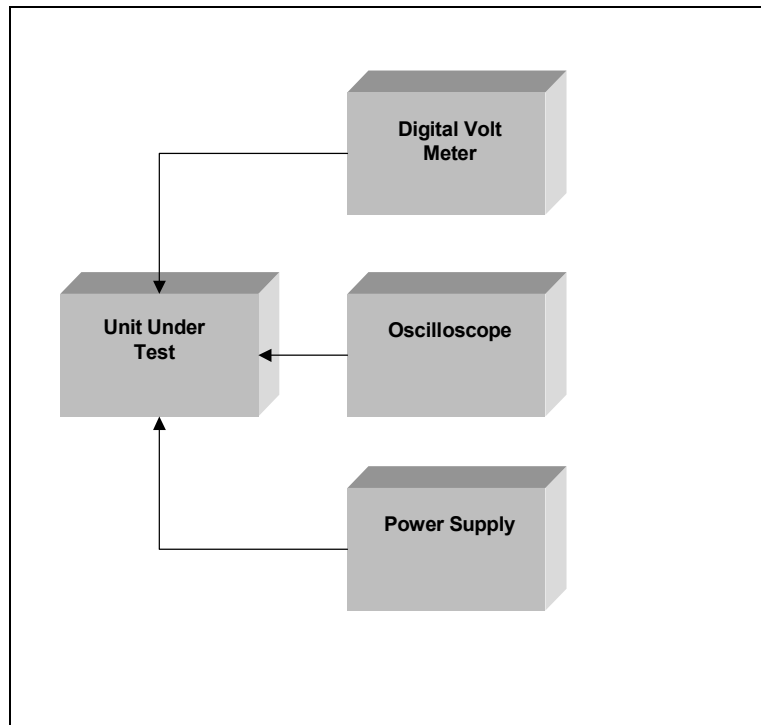 Digital Volt
Meter
Unit Under
Test
Oscilloscope
Power Supply